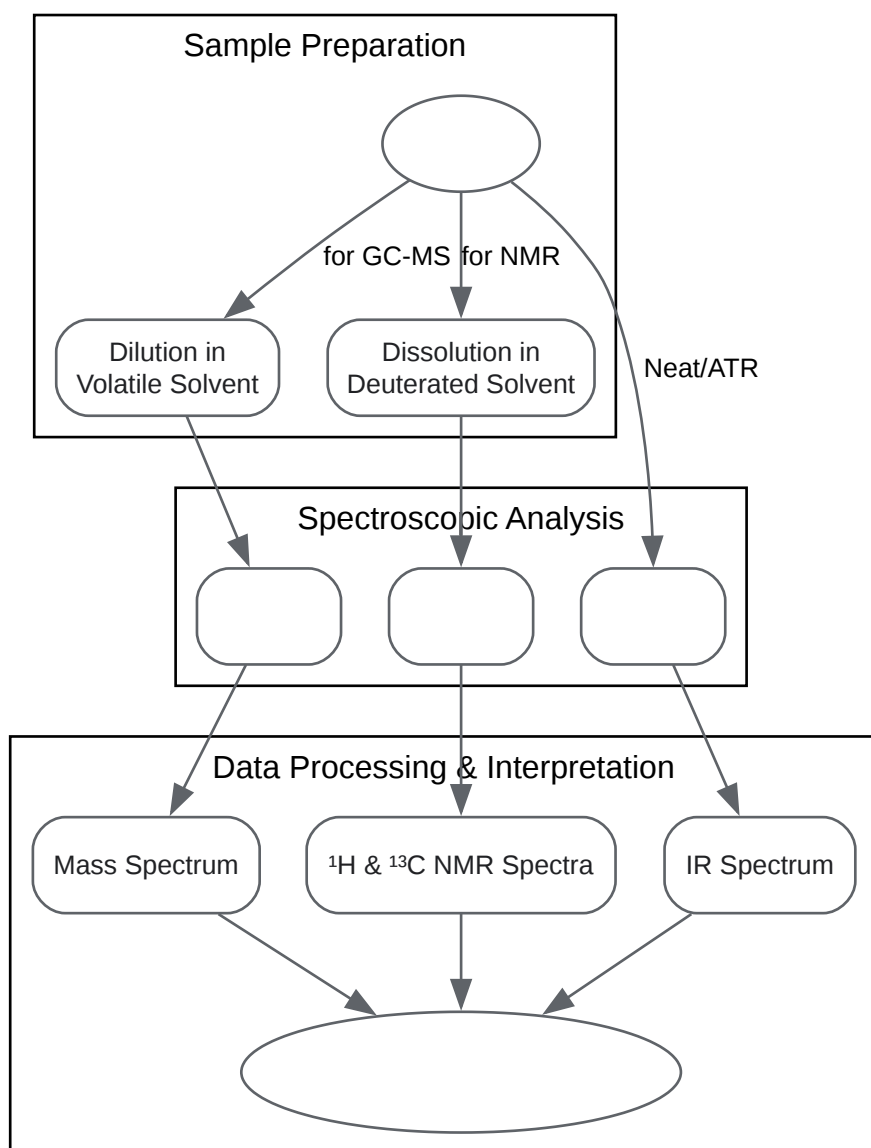 Sample Preparation
for GC-MS
for NMR
Dilution in
Volatile Solvent
Dissolution in
Deuterated Solvent
Neat/ATR
Spectroscopic Analysis
Data Processing & Interpretation
Mass Spectrum
¹H & ¹³C NMR Spectra
IR Spectrum